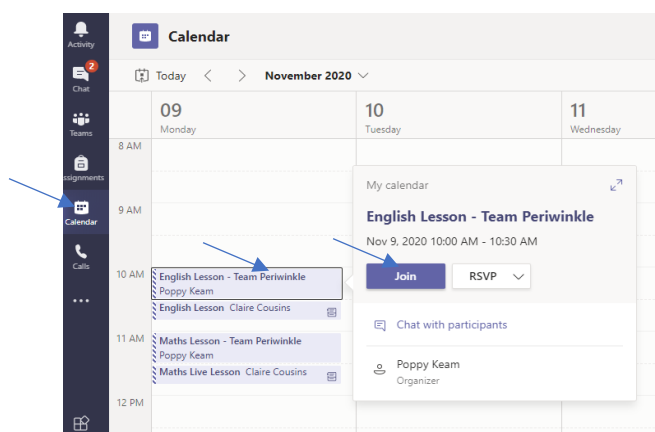 Activity
Calendar
2
Chat
Today
November 2020
Teams
09
Monday
10
Tuesday
11
Wednesday
8 AM
ssignments
Calendar
9 AM
Calls
10 AM
English Lesson - Team Periwinkle
Poppy Keam
English Lesson Claire Cousins
11 AM
Maths Lesson - Team Periwinkle
Poppy Keam
Maths Live Lesson Claire Cousins
12 PM
My calendar
English Lesson - Team Periwinkle
Nov 9, 2020 10:00 AM - 10:30 AM
Join
RSVP
Chat with participants
Poppy Keam
Organizer